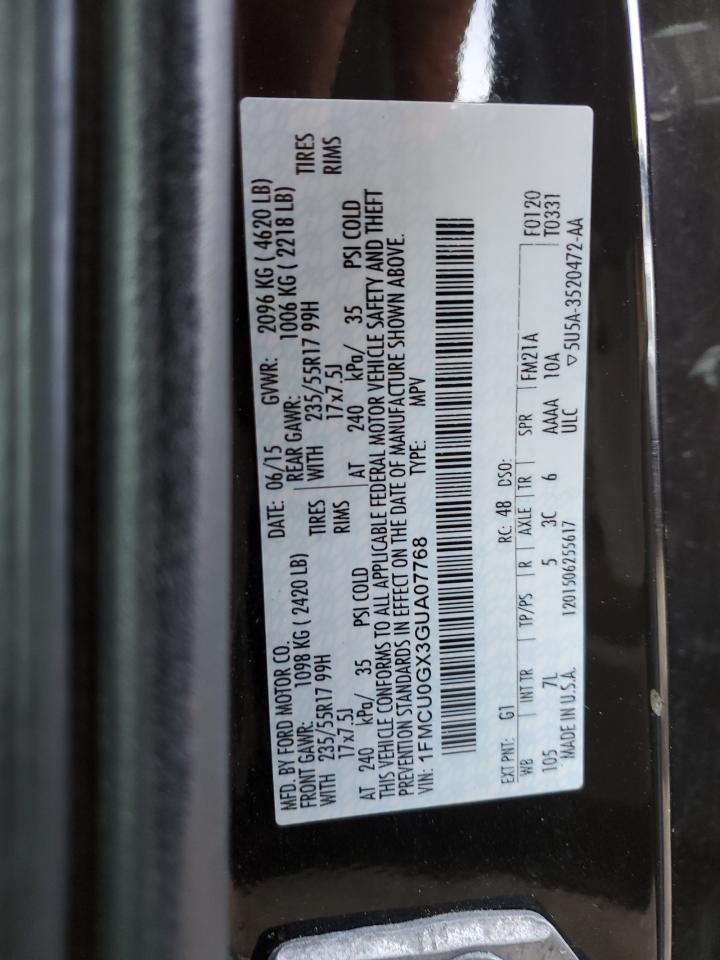 MFD. BY FORD MOTOR CO. DATE: 06/15 GVWR: 2096 KG ( 4620 LB)
FRONT GAWR: 1098 KG ( 2420 LB) REAR GAWR: 1006 KG ( 2218 LB)
WITH 235/55R17 99H TIRES WITH 235/55R17 99H TIRES
17x7.5J RIMS 17x7.5J RIMS
AT 240 kPa/ 35 PSI COLD AT 240 kPa/ 35 PSI COLD
THIS VEHICLE CONFORMS TO ALL APPLICABLE FEDERAL MOTOR VEHICLE SAFETY AND THEFT
PREVENTION STANDARDS IN EFFECT ON THE DATE OF MANUFACTURE SHOWN ABOVE.
VIN: 1FMCU0GX3GUA07768 TYPE: MPV
EXT PNT: G1 RC: 48 DSO: F0120
WB INT TR TP/PS R AXLE TR SPR FM21A T0331
105 7L 5 3C 6 AAAA 10A
MADE IN U.S.A. 1201506255617 ULC ▽5U5A-3520472-AA